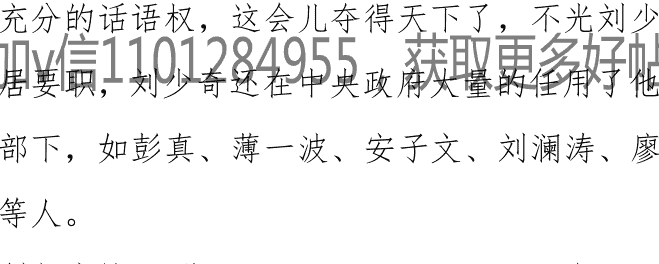 充分的话语权，这会儿夺得天下了，不光刘少
加v信1101284955 获取更多好帖
居要职，刘少奇还在中央政府大量的任用了他
部下，如彭真、薄一波、安子文、刘澜涛、廖
等人。